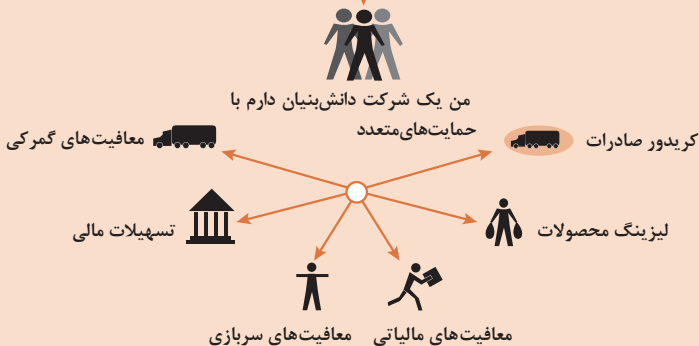 من یک شرکت دانش‌بنیان دارم با
حمایت‌های‌متعدد
کریدور صادرات
معافیت‌های گمرکی
لیزینگ محصولات
تسهیلات مالی
معافیت‌های مالیاتی
معافیت‌های سربازی